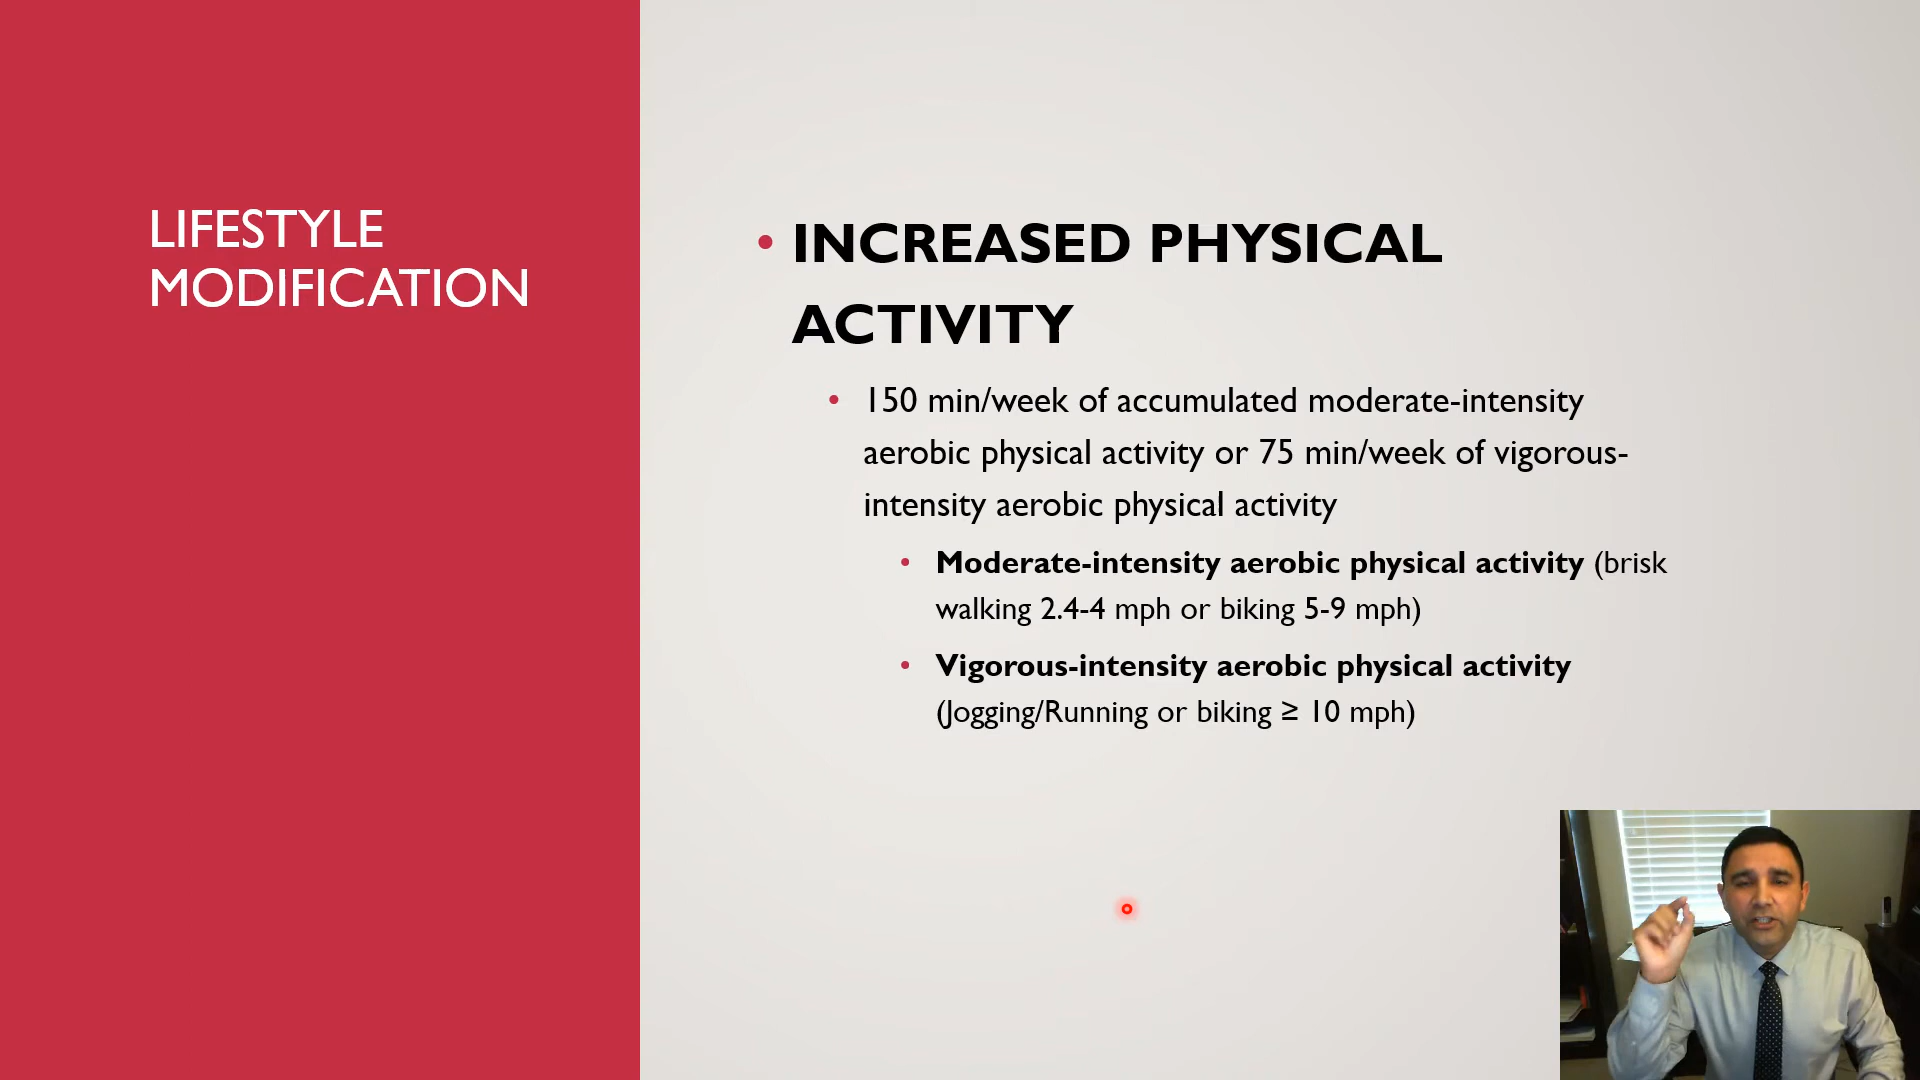 LIFESTYLE
MODIFICATION
• INCREASED PHYSICAL
ACTIVITY
• 150 min/week of accumulated moderate-intensity
aerobic physical activity or 75 min/week of vigorous-
intensity aerobic physical activity
• Moderate-intensity aerobic physical activity (brisk
walking 2.4-4 mph or biking 5-9 mph)
• Vigorous-intensity aerobic physical activity
(Jogging/Running or biking ≥ 10 mph)